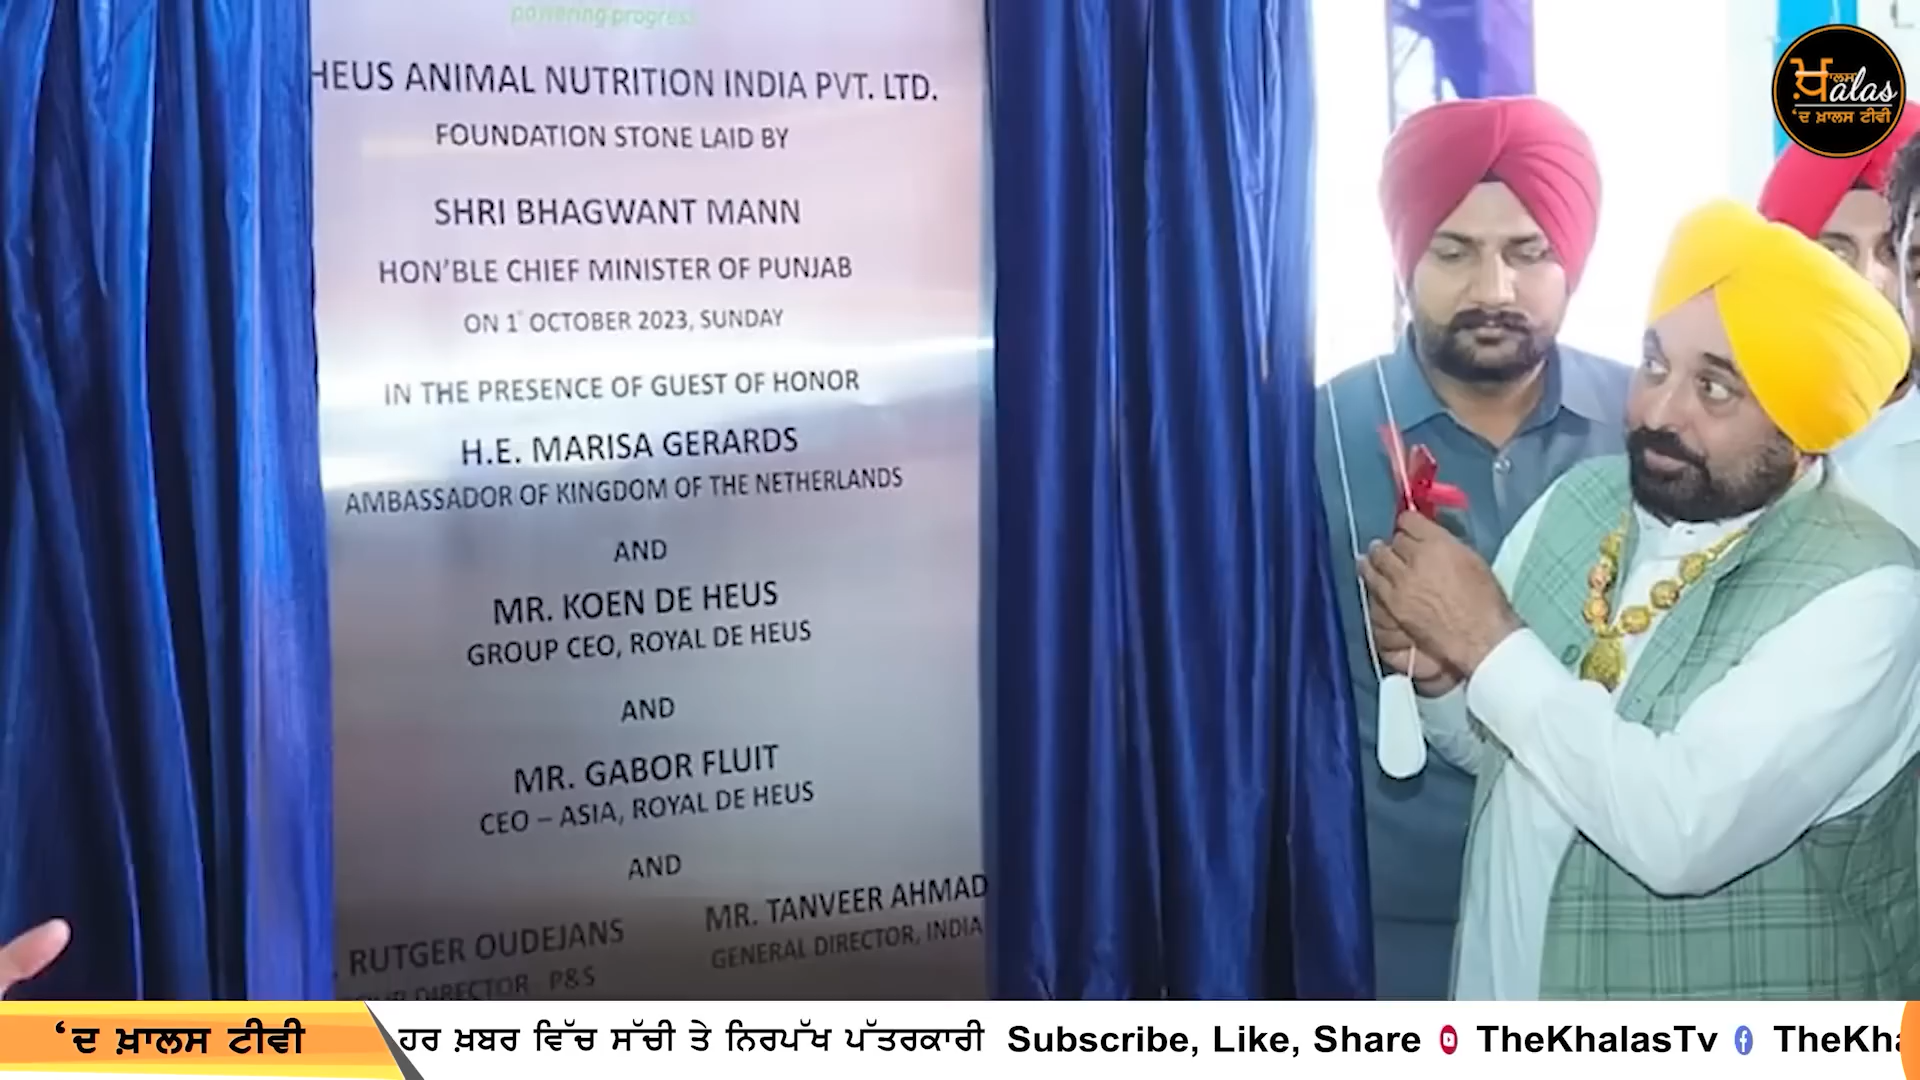 powering progress
HEUS ANIMAL NUTRITION INDIA PVT. LTD.
FOUNDATION STONE LAID BY
SHRI BHAGWANT MANN
HON'BLE CHIEF MINISTER OF PUNJAB
ON 1 OCTOBER 2023, SUNDAY
IN THE PRESENCE OF GUEST OF HONOR
H.E. MARISA GERARDS
AMBASSADOR OF KINGDOM OF THE NETHERLANDS
AND
MR. KOEN DE HEUS
GROUP CEO, ROYAL DE HEUS
AND
MR. GABOR FLUIT
CEO – ASIA, ROYAL DE HEUS
AND
RUTGER OUDEJANS
DIRECTOR P&S
MR. TANVEER AHMAD
GENERAL DIRECTOR, INDIA
ਖ਼ਾਲਸ alas
'ਦ ਖ਼ਾਲਸ ਟੀਵੀ
'ਦ ਖ਼ਾਲਸ ਟੀਵੀ
ਹਰ ਖ਼ਬਰ ਵਿੱਚ ਸੱਚੀ ਤੇ ਨਿਰਪੱਖ ਪੱਤਰਕਾਰੀ Subscribe, Like, Share TheKhalasTv TheKha